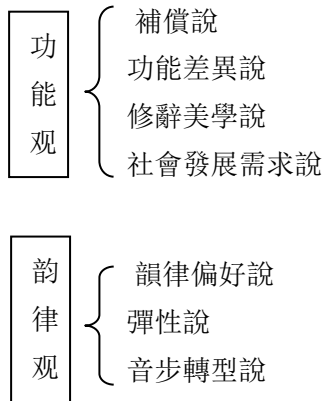 功能观
補償說
功能差異說
修辭美學說
社會發展需求說
韵律观
韻律偏好說
彈性說
音步轉型說